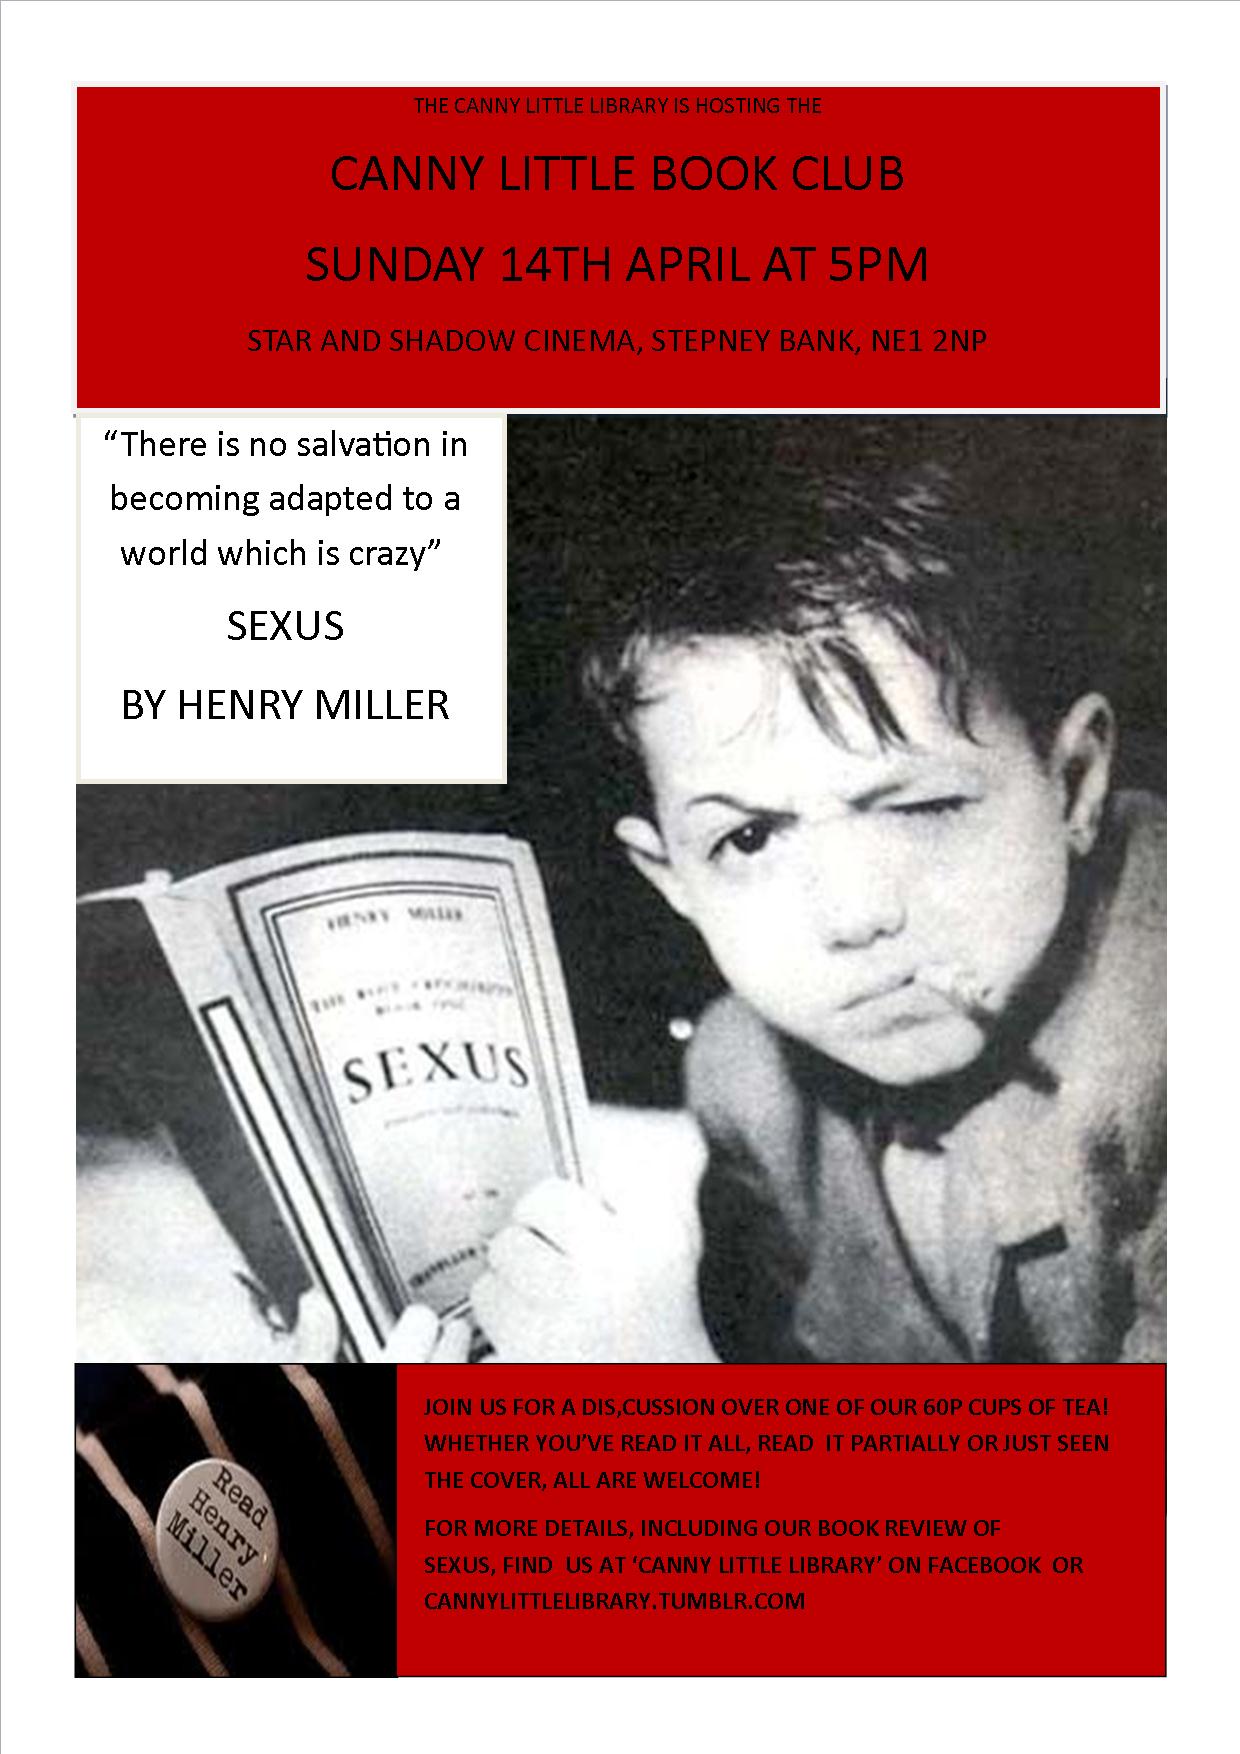 THE CANNY LITTLE LIBRARY IS HOSTING THE
CANNY LITTLE BOOK CLUB
SUNDAY 14TH APRIL AT 5PM
STAR AND SHADOW CINEMA, STEPNEY BANK, NE1 2NP
“There is no salvation in
becoming adapted to a
world which is crazy”
SEXUS
BY HENRY MILLER
HENRY MILLER
THE ROSY CRUCIFIXION
BOOK ONE
SEXUS
Read
Henry
Miller
JOIN US FOR A DIS,CUSSION OVER ONE OF OUR 60P CUPS OF TEA!
WHETHER YOU’VE READ IT ALL, READ  IT PARTIALLY OR JUST SEEN
THE COVER, ALL ARE WELCOME!
FOR MORE DETAILS, INCLUDING OUR BOOK REVIEW OF
SEXUS, FIND  US AT ‘CANNY LITTLE LIBRARY’ ON FACEBOOK  OR
CANNYLITTLELIBRARY.TUMBLR.COM